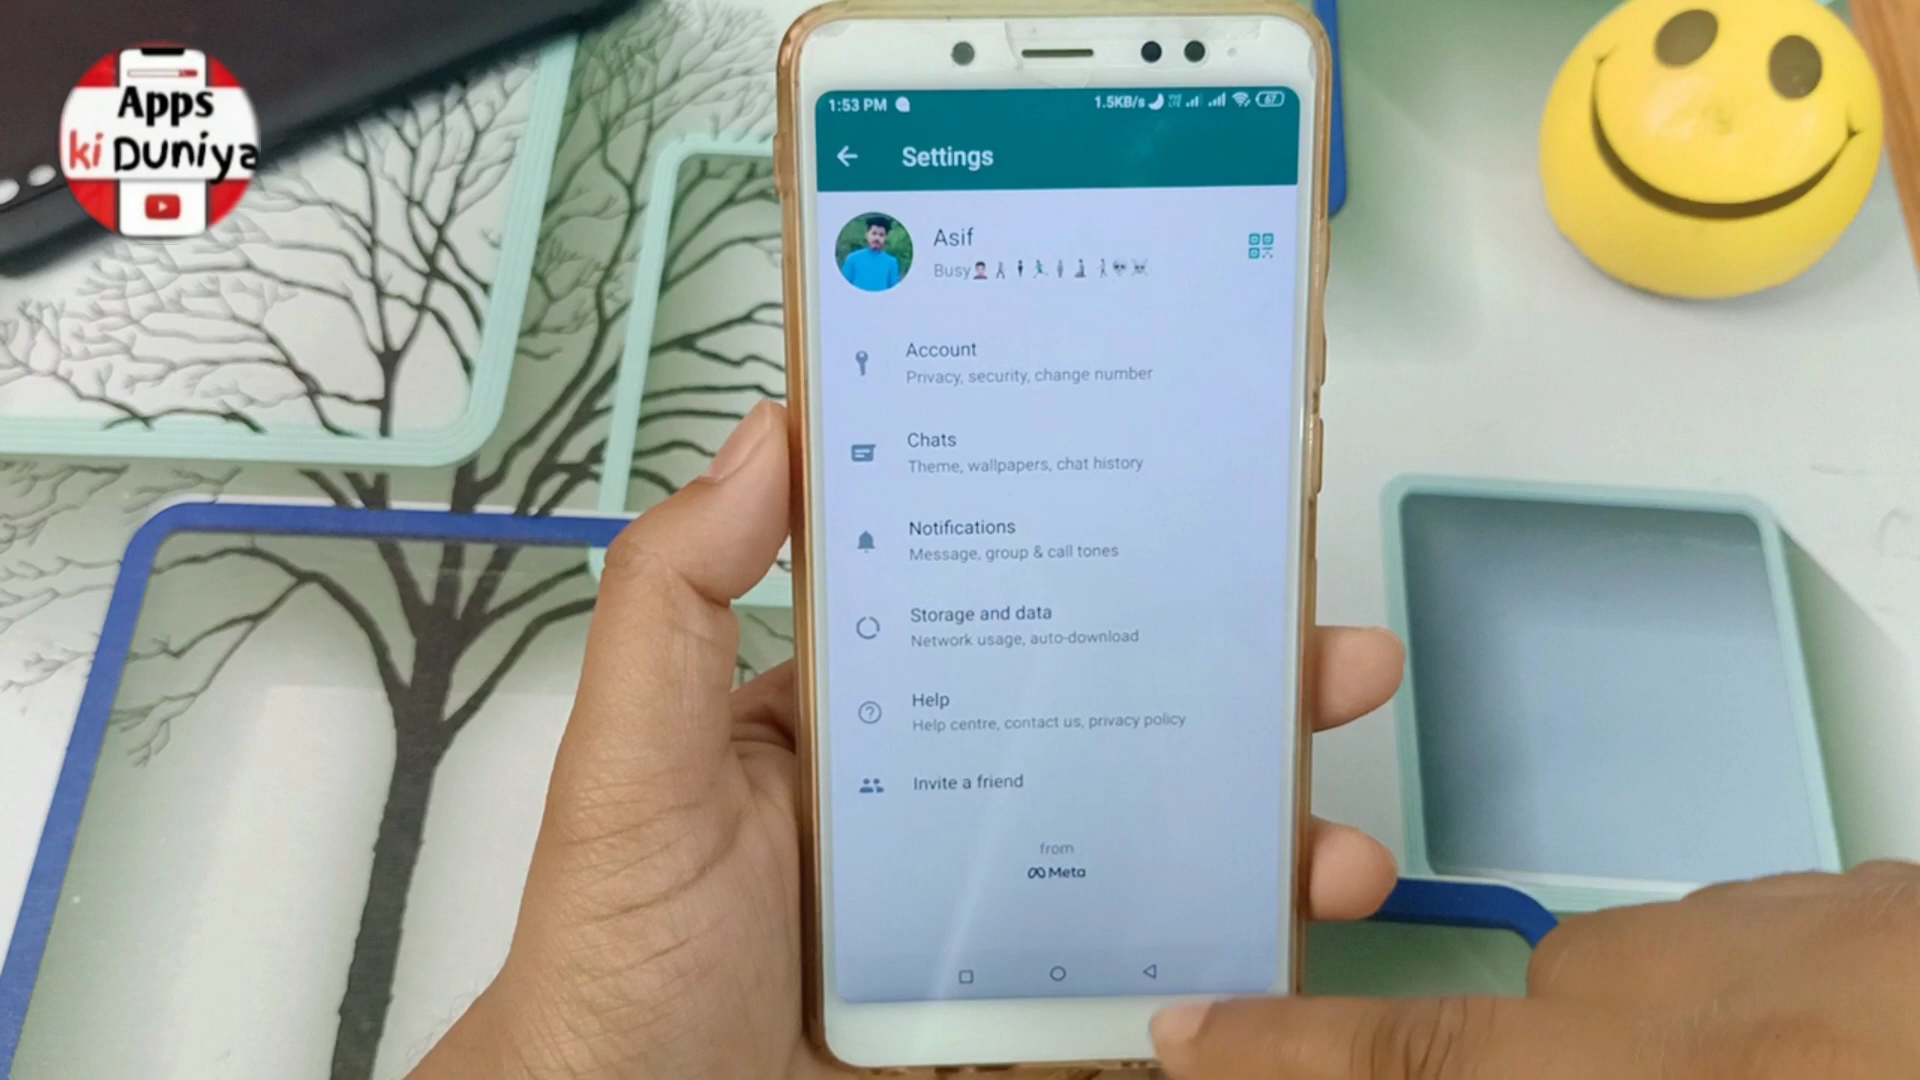 Apps
ki Duniya
1:53 PM
1.5KB/s
67
Settings
Asif
Busy
Account
Privacy, security, change number
Chats
Theme, wallpapers, chat history
Notifications
Message, group & call tones
Storage and data
Network usage, auto-download
Help
Help centre, contact us, privacy policy
Invite a friend
from
Meta